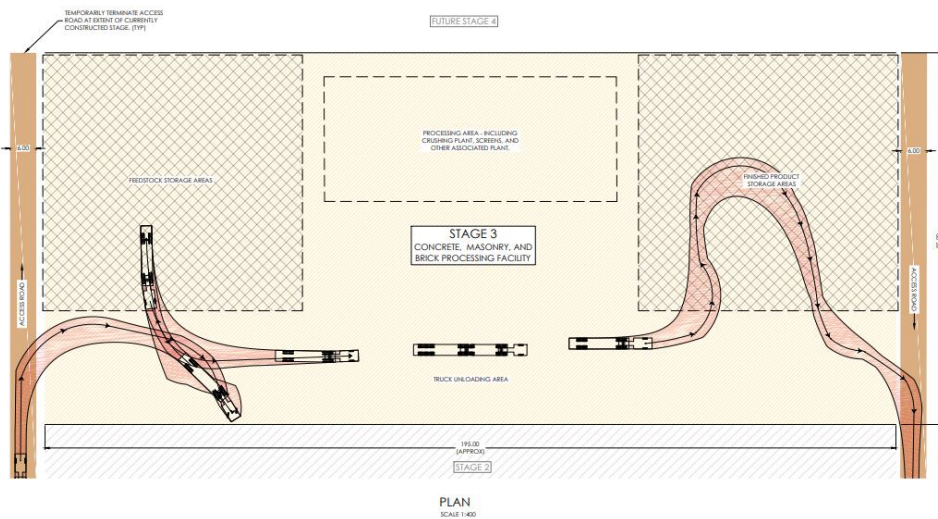 TEMPORARILY TERMINATE ACCESS
ROAD AT EXTENT OF CURRENTLY
CONSTRUCTED STAGE. (TYP)
FUTURE STAGE 4
PROCESSING AREA - INCLUDING
CRUSHING PLANT, SCREENS, AND
OTHER ASSOCIATED PLANT.
6.00
6.00
FEEDSTOCK STORAGE AREAS
FINISHED PRODUCT
STORAGE AREAS
STAGE 3
CONCRETE, MASONRY, AND
BRICK PROCESSING FACILITY
ACCESS ROAD
ACCESS ROAD
TRUCK UNLOADING AREA
195.00
(APPROX)
STAGE 2
PLAN
SCALE 1:400